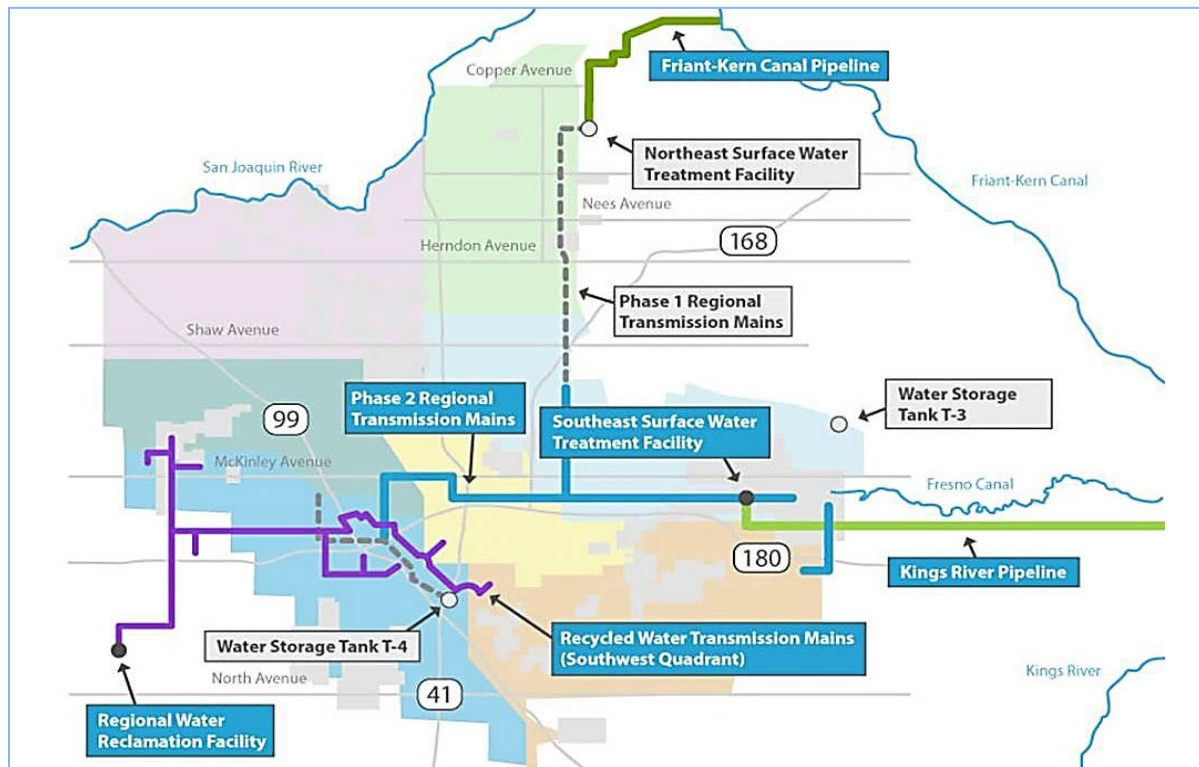 Copper Avenue
Friant-Kern Canal Pipeline
San Joaquin River
Northeast Surface Water
Treatment Facility
Friant-Kern Canal
Nees Avenue
Herndon Avenue
168
Phase 1 Regional
Transmission Mains
Shaw Avenue
99
Phase 2 Regional
Transmission Mains
Southeast Surface Water
Treatment Facility
Water Storage
Tank T-3
McKinley Avenue
Fresno Canal
180
Kings River Pipeline
Water Storage Tank T-4
Recycled Water Transmission Mains
(Southwest Quadrant)
North Avenue
41
Kings River
Regional Water
Reclamation Facility